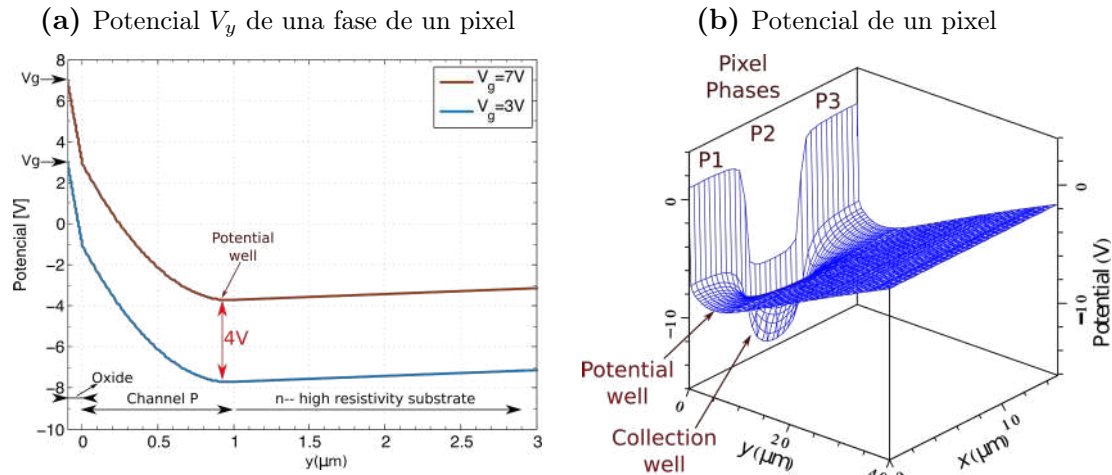 (a) Potencial V_y de una fase de un pixel
Vg
Vg
8
6
4
2
0
−2
−4
−6
−8
−10
Potencial [V]
V_g=7V
V_g=3V
Potential
well
4V
Oxide
Channel P
n-- high resistivity substrate
0
0.5
1
1.5
2
2.5
3
y(μm)
(b) Potencial de un pixel
Pixel
Phases
P1
P2
P3
0
−10
0
−10
Potential (V)
Potential
well
Collection
well
0
20
y(μm)
10
x(μm)